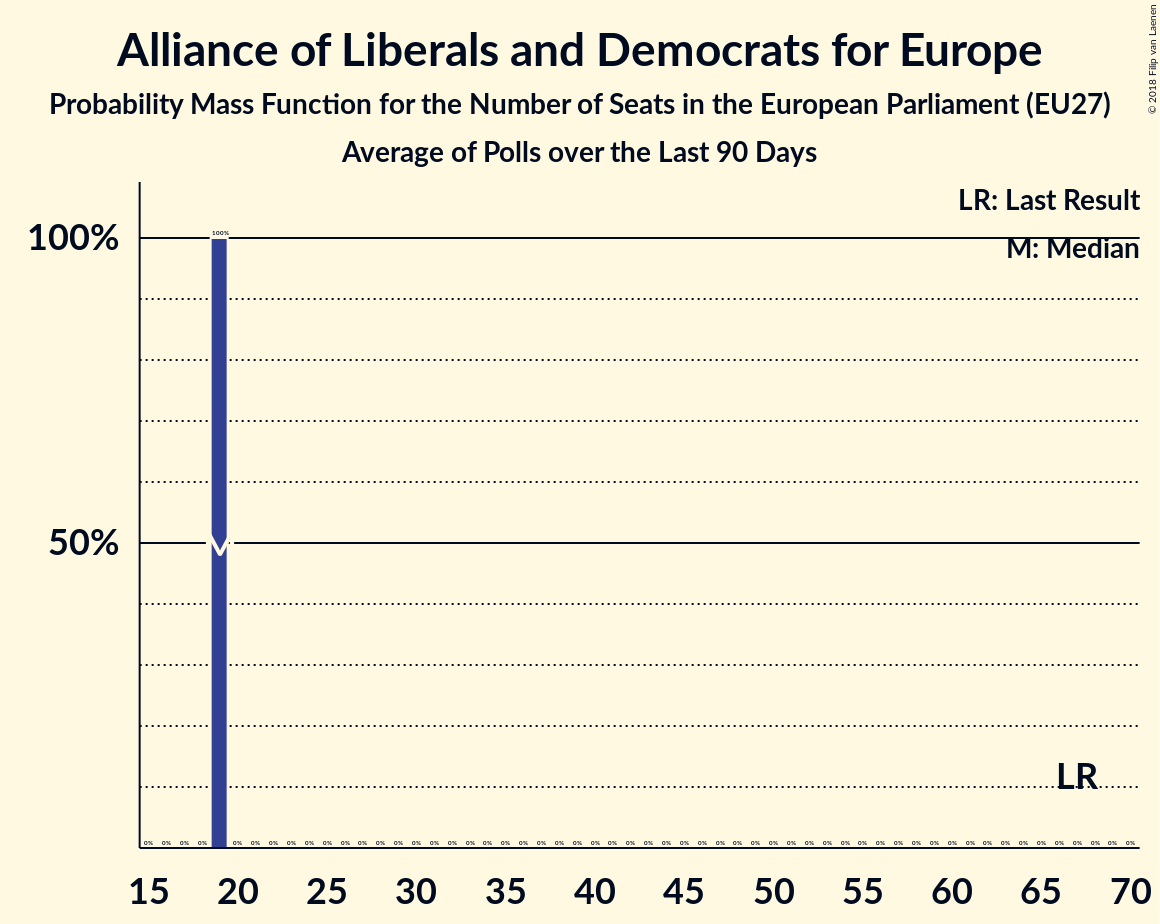 Alliance of Liberals and Democrats for Europe
Probability Mass Function for the Number of Seats in the European Parliament (EU27)
Average of Polls over the Last 90 Days
© 2018 Filip van Laenen
LR: Last Result
M: Median
100%
100%
50%
LR
0% 0% 0% 0% 0% 0% 0% 0% 0% 0% 0% 0% 0% 0% 0% 0% 0% 0% 0% 0% 0% 0% 0% 0% 0% 0% 0% 0% 0% 0% 0% 0% 0% 0% 0% 0% 0% 0% 0% 0% 0% 0% 0% 0% 0% 0% 0% 0% 0% 0% 0% 0% 0% 0% 0%
15 20 25 30 35 40 45 50 55 60 65 70